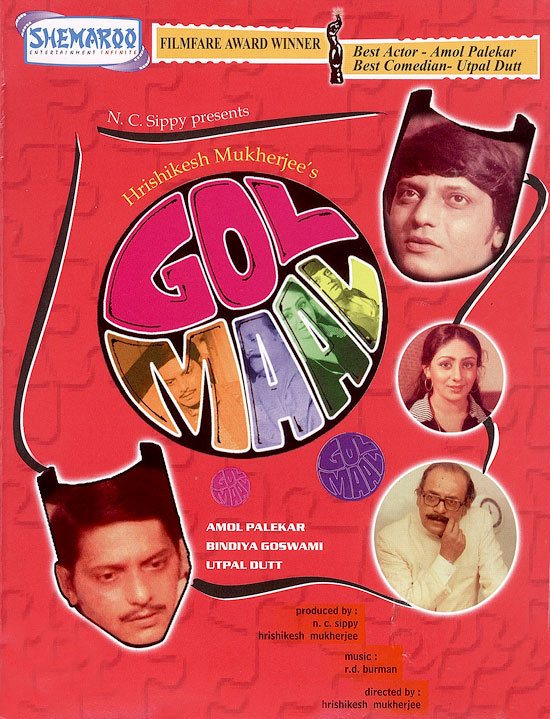 SHEMAROO
ENTERTAINMENT INFINITE
FILMFARE AWARD WINNER
Best Actor - Amol Palekar
Best Comedian- Utpal Dutt
N. C. Sippy presents
Hrishikesh Mukherjee's
GOL
MAAL
GOL
MAAL
GOL
MAAL
AMOL PALEKAR
BINDIYA GOSWAMI
UTPAL DUTT
produced by :
n. c. sippy
hrishikesh mukherjee
music :
r.d. burman
directed by :
hrishikesh mukherjee